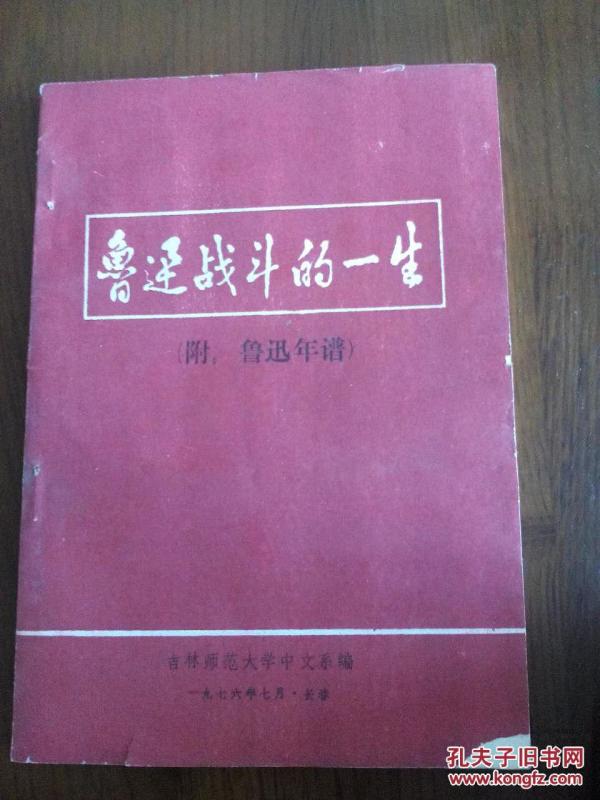 鲁迅战斗的一生
(附，鲁迅年谱)
吉林师范大学中文系编
一九七六年七月·长春
孔夫子旧书网
www.kongfz.com